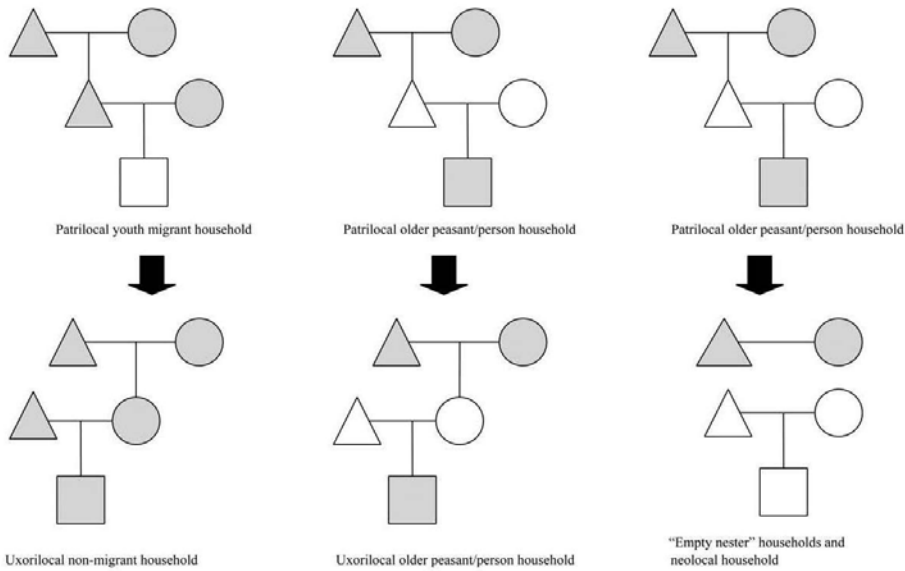 Patrilocal youth migrant household
Patrilocal older peasant/person household
Patrilocal older peasant/person household
Uxorilocal non-migrant household
Uxorilocal older peasant/person household
“Empty nester” households and
neolocal household